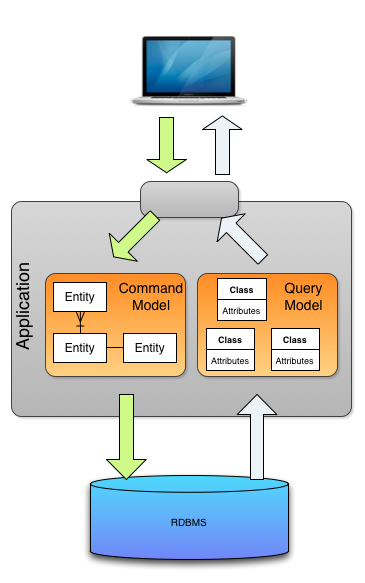 Application
Entity
Command
Model
Entity
Entity
Class
Attributes
Query
Model
Class
Attributes
Class
Attributes
RDBMS